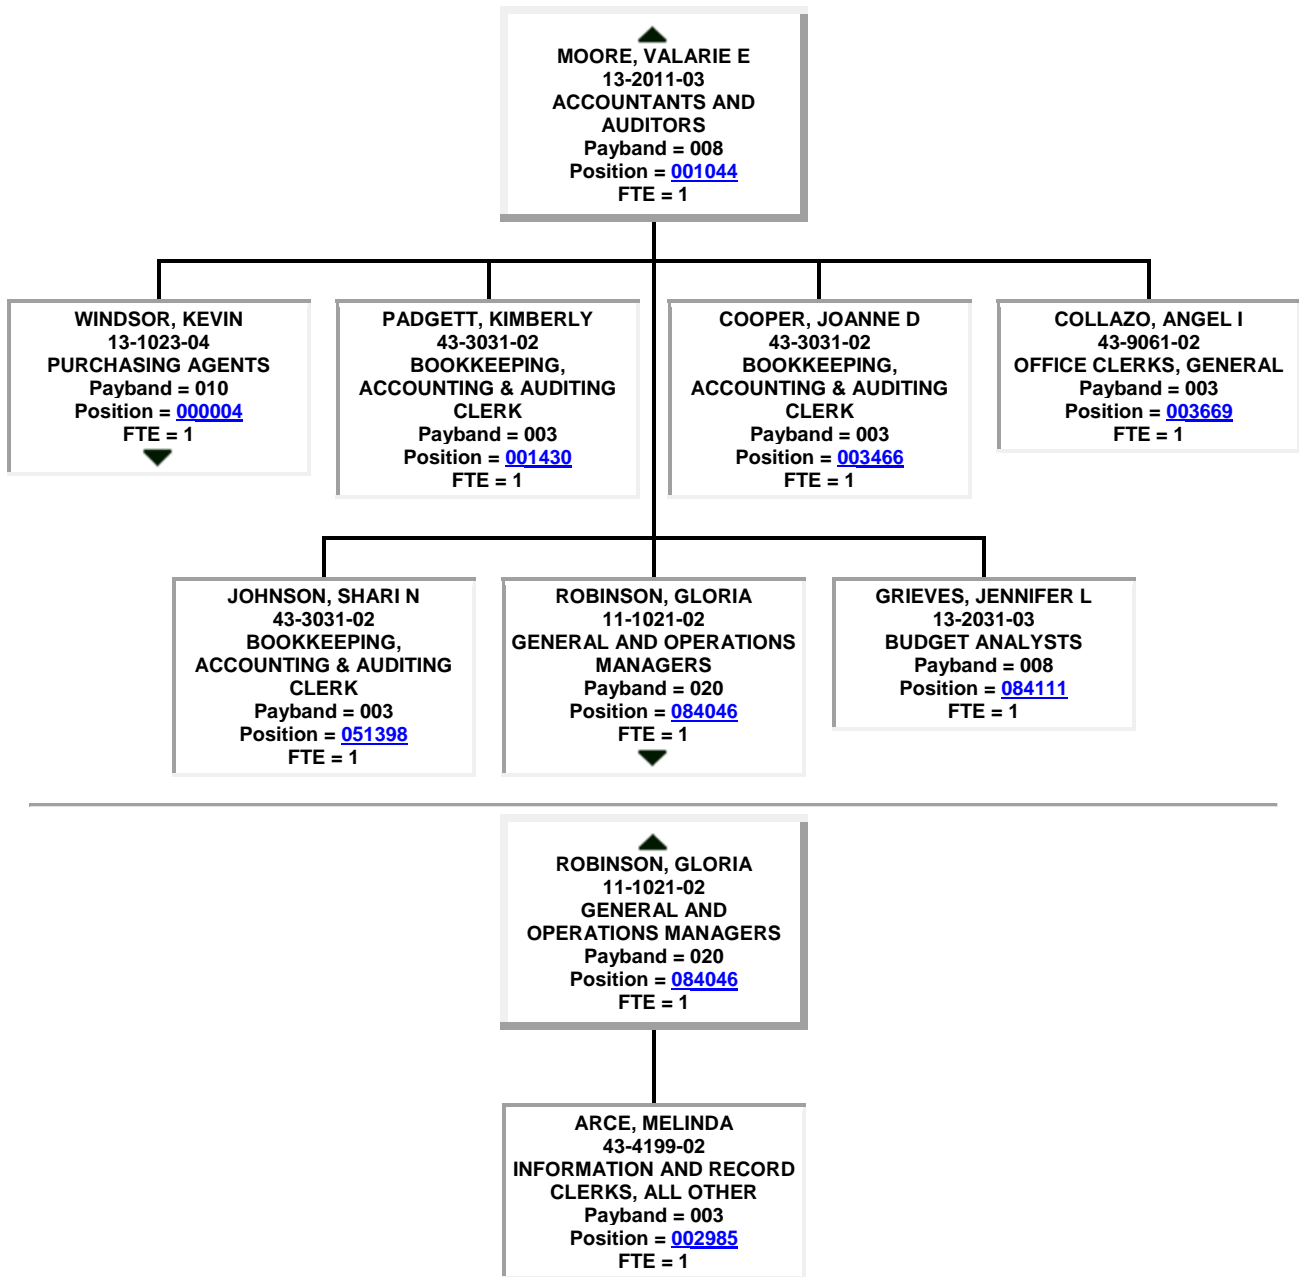 MOORE, VALARIE E
13-2011-03
ACCOUNTANTS AND
AUDITORS
Payband = 008
Position = 001044
FTE = 1
WINDSOR, KEVIN
13-1023-04
PURCHASING AGENTS
Payband = 010
Position = 000004
FTE = 1
PADGETT, KIMBERLY
43-3031-02
BOOKKEEPING,
ACCOUNTING & AUDITING
CLERK
Payband = 003
Position = 001430
FTE = 1
COOPER, JOANNE D
43-3031-02
BOOKKEEPING,
ACCOUNTING & AUDITING
CLERK
Payband = 003
Position = 003466
FTE = 1
COLLAZO, ANGEL I
43-9061-02
OFFICE CLERKS, GENERAL
Payband = 003
Position = 003669
FTE = 1
JOHNSON, SHARI N
43-3031-02
BOOKKEEPING,
ACCOUNTING & AUDITING
CLERK
Payband = 003
Position = 051398
FTE = 1
ROBINSON, GLORIA
11-1021-02
GENERAL AND OPERATIONS
MANAGERS
Payband = 020
Position = 084046
FTE = 1
GRIEVES, JENNIFER L
13-2031-03
BUDGET ANALYSTS
Payband = 008
Position = 084111
FTE = 1
ROBINSON, GLORIA
11-1021-02
GENERAL AND
OPERATIONS MANAGERS
Payband = 020
Position = 084046
FTE = 1
ARCE, MELINDA
43-4199-02
INFORMATION AND RECORD
CLERKS, ALL OTHER
Payband = 003
Position = 002985
FTE = 1